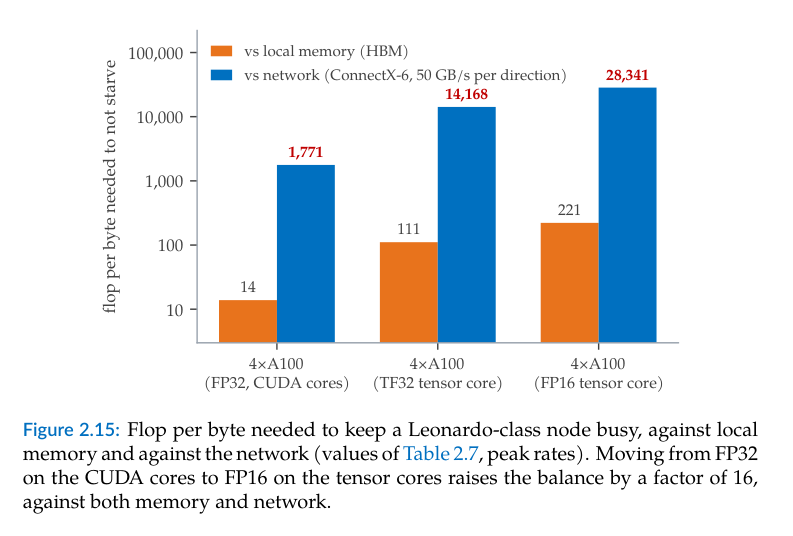 100,000
10,000
1,000
100
10
flop per byte needed to not starve
vs local memory (HBM)
vs network (ConnectX-6, 50 GB/s per direction)
14
1,771
111
14,168
221
28,341
4×A100
(FP32, CUDA cores)
4×A100
(TF32 tensor core)
4×A100
(FP16 tensor core)
Figure 2.15: Flop per byte needed to keep a Leonardo-class node busy, against local
memory and against the network (values of Table 2.7, peak rates). Moving from FP32
on the CUDA cores to FP16 on the tensor cores raises the balance by a factor of 16,
against both memory and network.